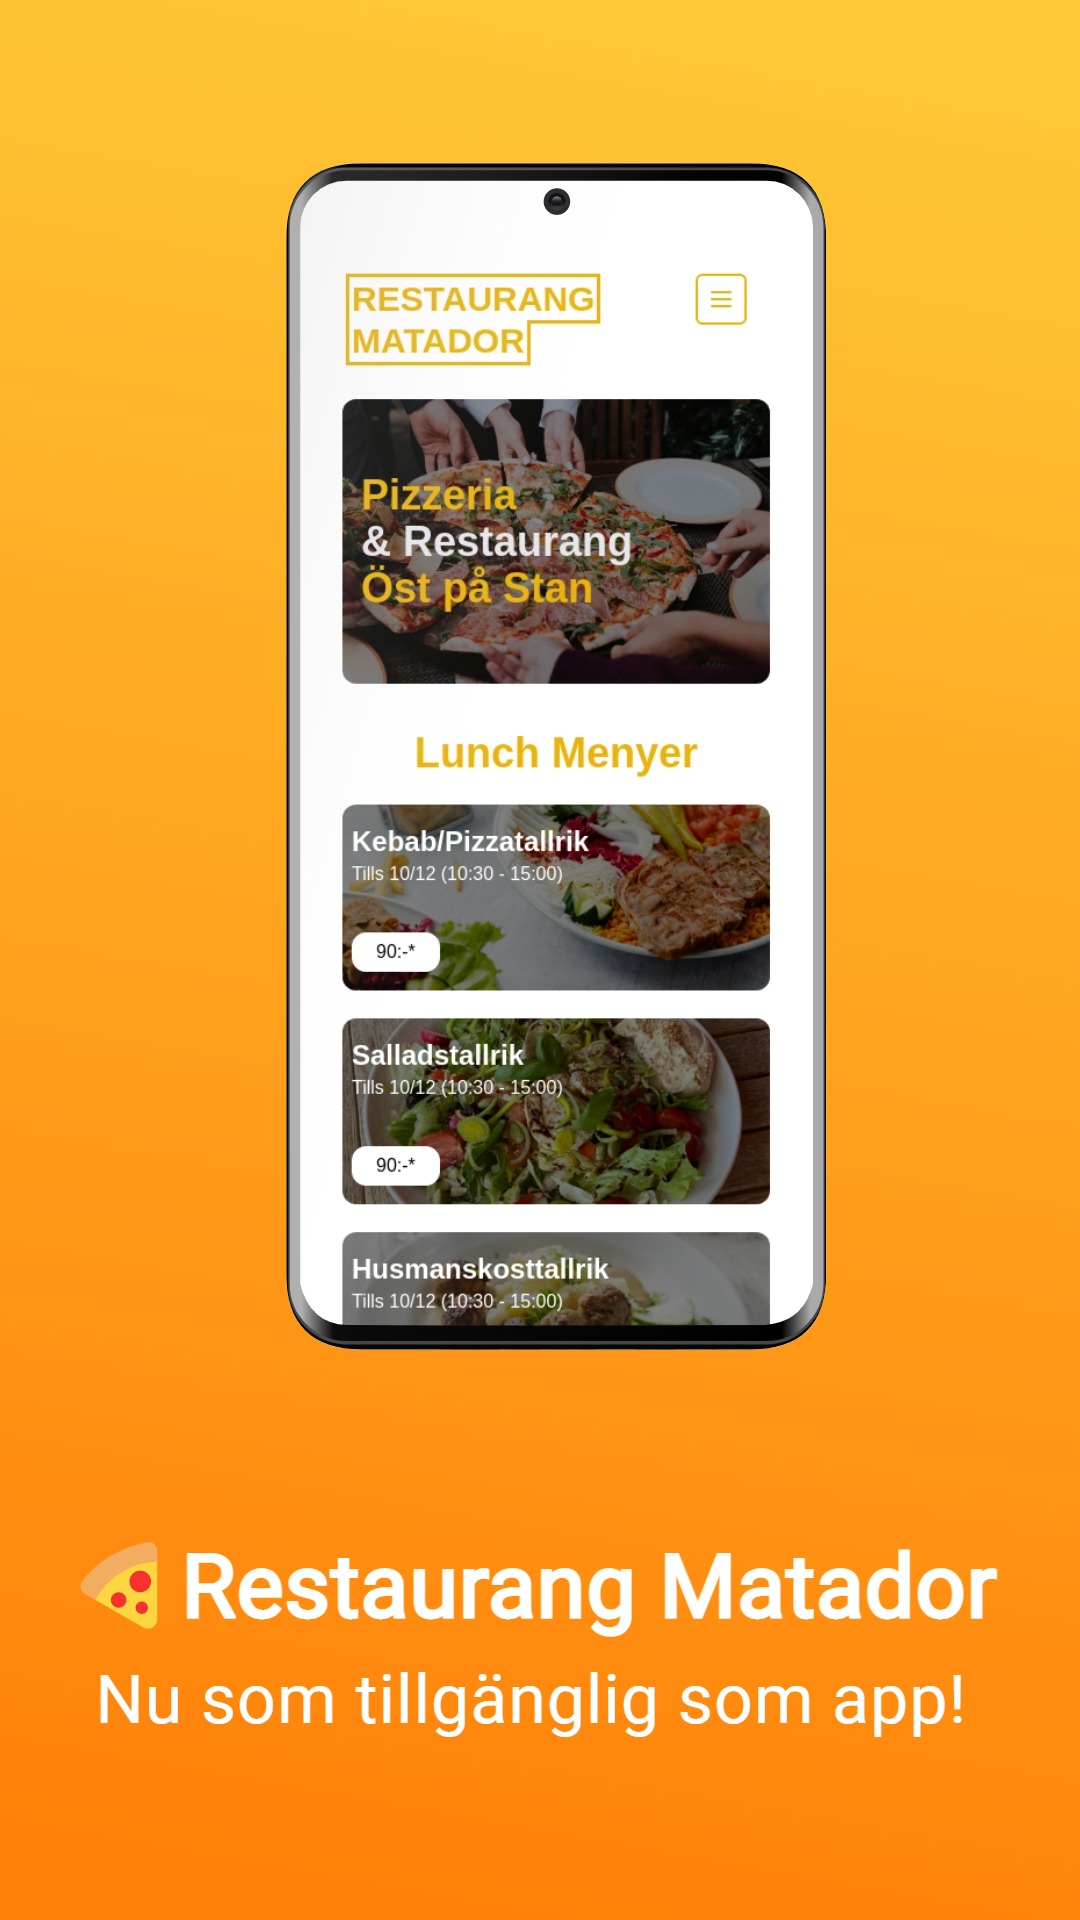 RESTAURANG
MATADOR
Pizzeria
& Restaurang
Öst på Stan
Lunch Menyer
Kebab/Pizzatallrik
Tills 10/12 (10:30 - 15:00)
90:-*
Salladstallrik
Tills 10/12 (10:30 - 15:00)
90:-*
Husmanskosttallrik
Tills 10/12 (10:30 - 15:00)
Restaurang Matador
Nu som tillgänglig som app!